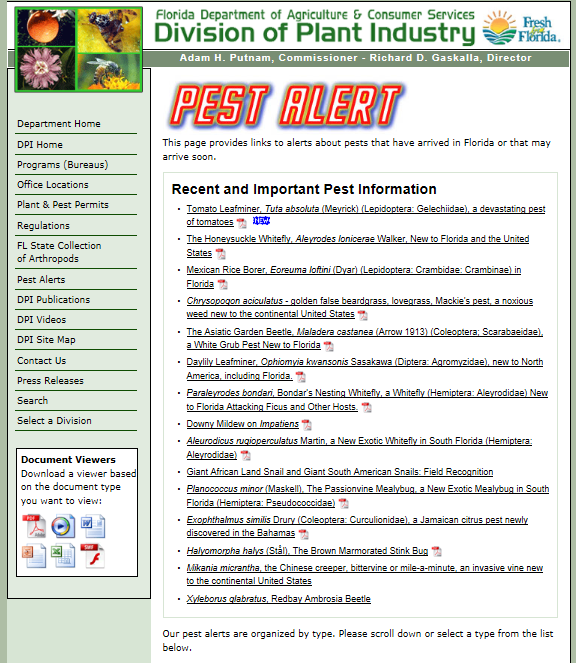 Florida Department of Agriculture & Consumer Services
Division of Plant Industry
Fresh from Florida.
Adam H. Putnam, Commissioner - Richard D. Gaskalla, Director
Department Home
DPI Home
Programs (Bureaus)
Office Locations
Plant & Pest Permits
Regulations
FL State Collection
of Arthropods
Pest Alerts
DPI Publications
DPI Videos
DPI Site Map
Contact Us
Press Releases
Search
Select a Division
Document Viewers
Download a viewer based
on the document type
you want to view:
PEST ALERT
This page provides links to alerts about pests that have arrived in Florida or that may
arrive soon.
Recent and Important Pest Information
• Tomato Leafminer, Tuta absoluta (Meyrick) (Lepidoptera: Gelechiidae), a devastating pest
of tomatoes NEW
• The Honeysuckle Whitefly, Aleyrodes lonicerae Walker, New to Florida and the United
States
• Mexican Rice Borer, Eoreuma loftini (Dyar) (Lepidoptera: Crambidae: Crambinae) in
Florida
• Chrysopogon aciculatus - golden false beardgrass, lovegrass, Mackie's pest, a noxious
weed new to the continental United States
• The Asiatic Garden Beetle, Maladera castanea (Arrow 1913) (Coleoptera; Scarabaeidae),
a White Grub Pest New to Florida
• Daylily Leafminer, Ophiomyia kwansonis Sasakawa (Diptera: Agromyzidae), new to North
America, including Florida.
• Paraleyrodes bondari, Bondar's Nesting Whitefly, a Whitefly (Hemiptera: Aleyrodidae) New
to Florida Attacking Ficus and Other Hosts.
• Downy Mildew on Impatiens
• Aleurodicus rugioperculatus Martin, a New Exotic Whitefly in South Florida (Hemiptera:
Aleyrodidae)
• Giant African Land Snail and Giant South American Snails: Field Recognition
• Planococcus minor (Maskell), The Passionvine Mealybug, a New Exotic Mealybug in South
Florida (Hemiptera: Pseudococcidae)
• Exophthalmus similis Drury (Coleoptera: Curculionidae), a Jamaican citrus pest newly
discovered in the Bahamas
• Halyomorpha halys (Stål), The Brown Marmorated Stink Bug
• Mikania micrantha, the Chinese creeper, bittervine or mile-a-minute, an invasive vine new
to the continental United States
• Xyleborus glabratus, Redbay Ambrosia Beetle
Our pest alerts are organized by type. Please scroll down or select a type from the list
below.